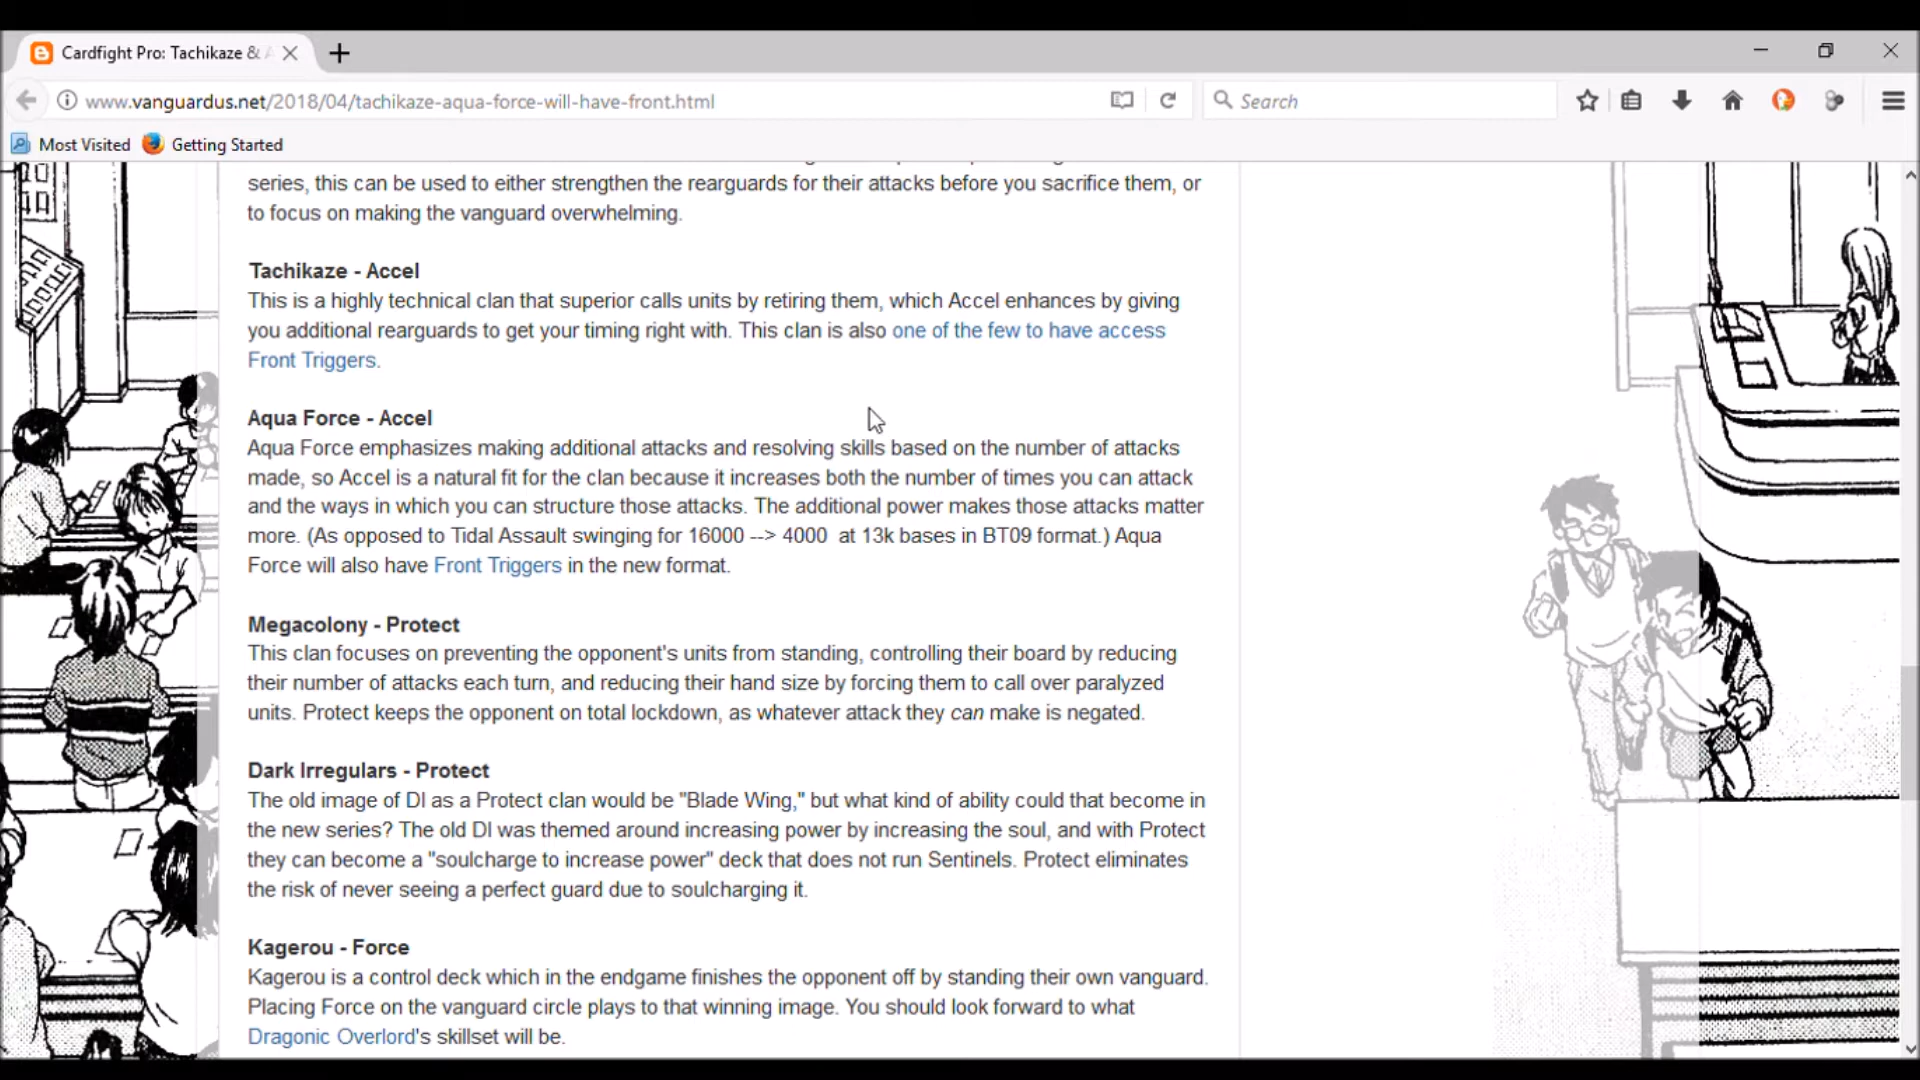 Cardfight Pro: Tachikaze &
www.vanguardus.net/2018/04/tachikaze-aqua-force-will-have-front.html
Search
Most Visited
Getting Started
series, this can be used to either strengthen the rearguards for their attacks before you sacrifice them, or
to focus on making the vanguard overwhelming.
Tachikaze - Accel
This is a highly technical clan that superior calls units by retiring them, which Accel enhances by giving
you additional rearguards to get your timing right with. This clan is also one of the few to have access
Front Triggers.
Aqua Force - Accel
Aqua Force emphasizes making additional attacks and resolving skills based on the number of attacks
made, so Accel is a natural fit for the clan because it increases both the number of times you can attack
and the ways in which you can structure those attacks. The additional power makes those attacks matter
more. (As opposed to Tidal Assault swinging for 16000 --> 4000 at 13k bases in BT09 format.) Aqua
Force will also have Front Triggers in the new format.
Megacolony - Protect
This clan focuses on preventing the opponent's units from standing, controlling their board by reducing
their number of attacks each turn, and reducing their hand size by forcing them to call over paralyzed
units. Protect keeps the opponent on total lockdown, as whatever attack they can make is negated.
Dark Irregulars - Protect
The old image of DI as a Protect clan would be "Blade Wing," but what kind of ability could that become in
the new series? The old DI was themed around increasing power by increasing the soul, and with Protect
they can become a "soulcharge to increase power" deck that does not run Sentinels. Protect eliminates
the risk of never seeing a perfect guard due to soulcharging it.
Kagerou - Force
Kagerou is a control deck which in the endgame finishes the opponent off by standing their own vanguard.
Placing Force on the vanguard circle plays to that winning image. You should look forward to what
Dragonic Overlord's skillset will be.